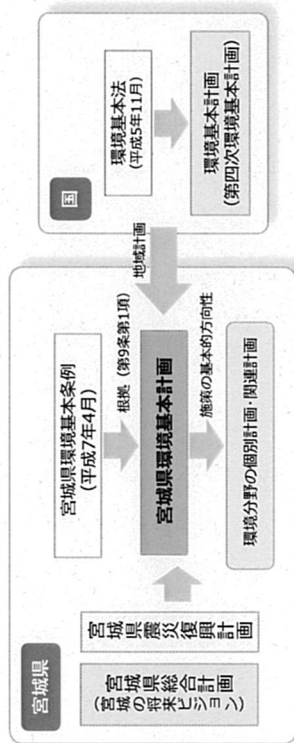 宮城県
宮城県総合計画
(宮城の将来ビジョン)
宮城県震災復興計画
宮城県環境基本条例
(平成7年4月)
根拠(第9条第1項)
宮城県環境基本計画
施策の基本的方向性
環境分野の個別計画・関連計画
地域計画
国
環境基本法
(平成5年11月)
環境基本計画
(第四次環境基本計画)